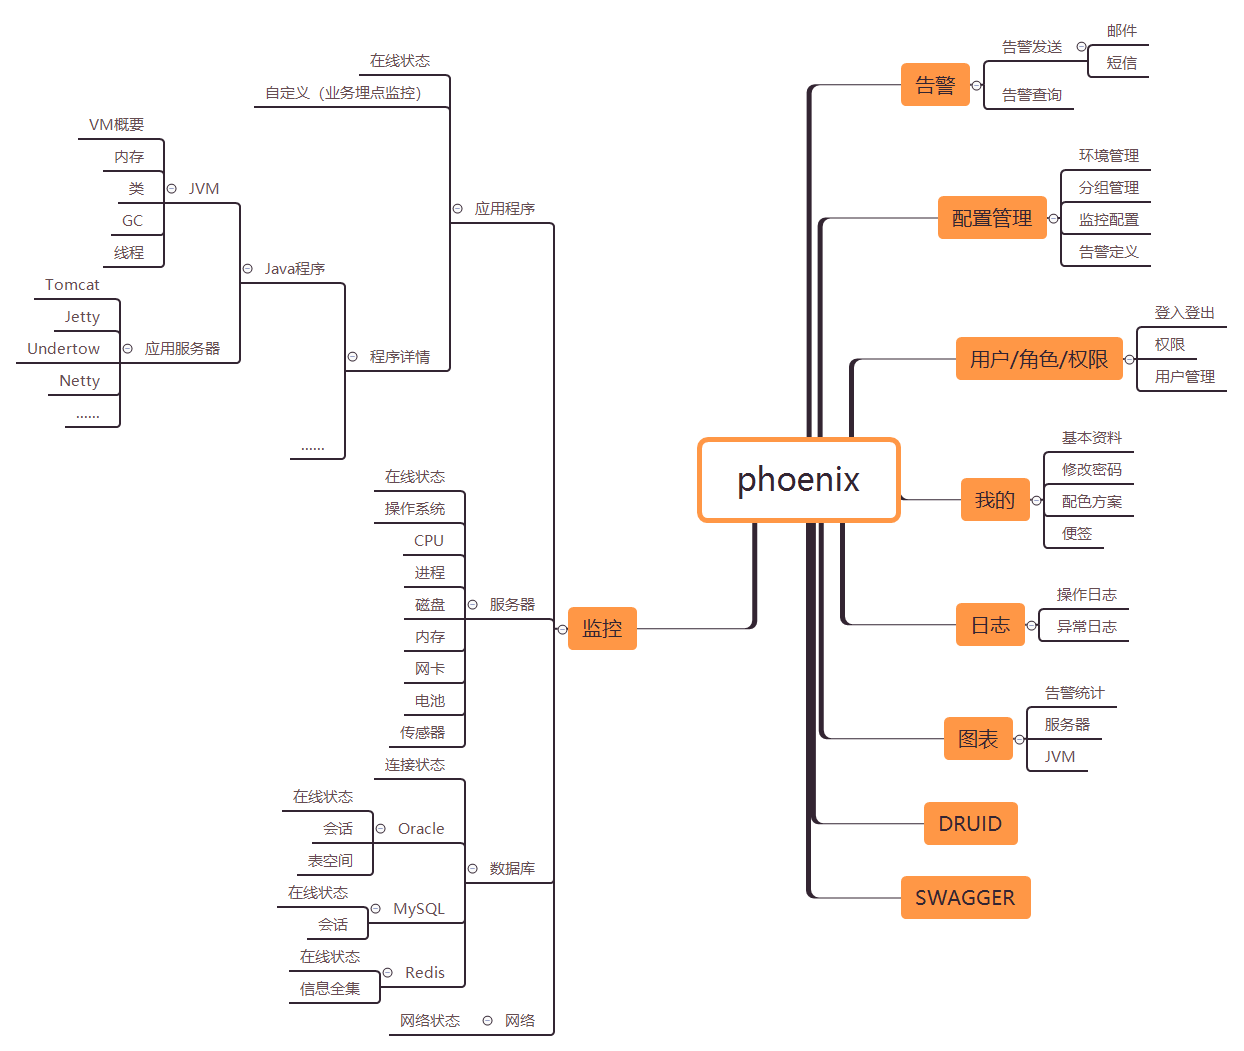 phoenix
告警
告警发送
邮件
短信
告警查询
配置管理
环境管理
分组管理
监控配置
告警定义
用户/角色/权限
登入登出
权限
用户管理
我的
基本资料
修改密码
配色方案
便签
日志
操作日志
异常日志
图表
告警统计
服务器
JVM
DRUID
SWAGGER
监控
应用程序
在线状态
自定义（业务埋点监控）
程序详情
Java程序
JVM
VM概要
内存
类
GC
线程
应用服务器
Tomcat
Jetty
Undertow
Netty
......
......
服务器
在线状态
操作系统
CPU
进程
磁盘
内存
网卡
电池
传感器
数据库
连接状态
Oracle
在线状态
会话
表空间
MySQL
在线状态
会话
Redis
在线状态
信息全集
网络
网络状态